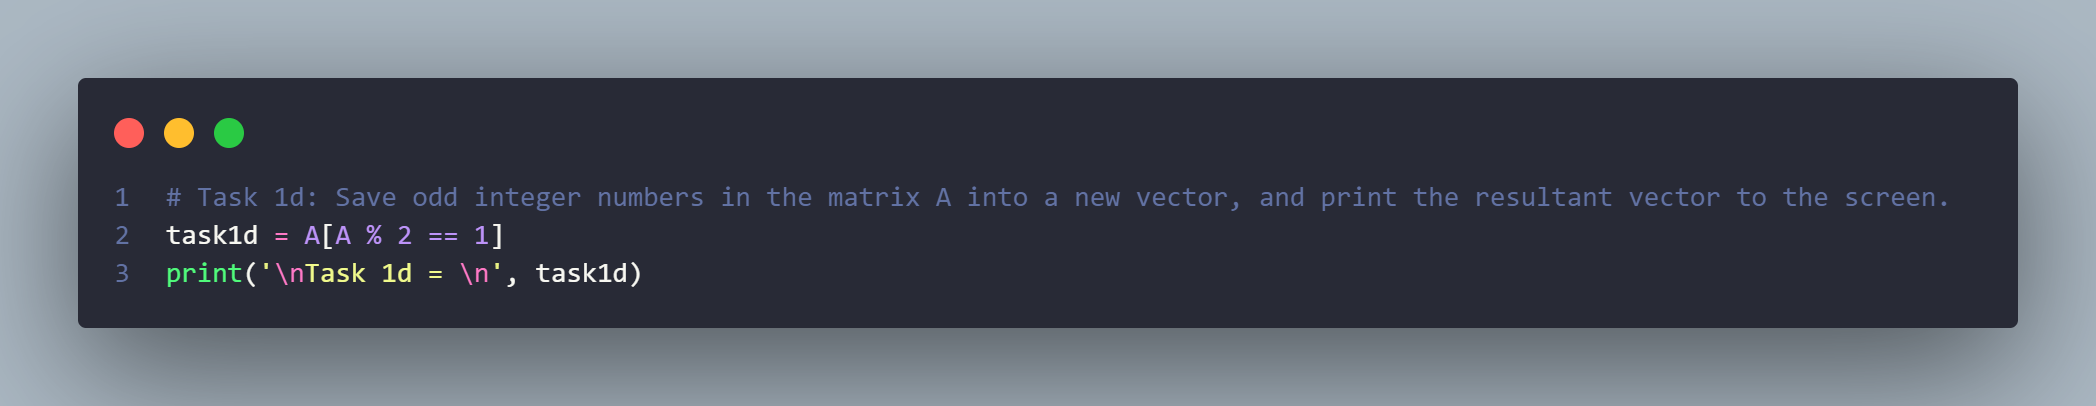 1 # Task 1d: Save odd integer numbers in the matrix A into a new vector, and print the resultant vector to the screen.
2 task1d = A[A % 2 == 1]
3 print('\nTask 1d = \n', task1d)